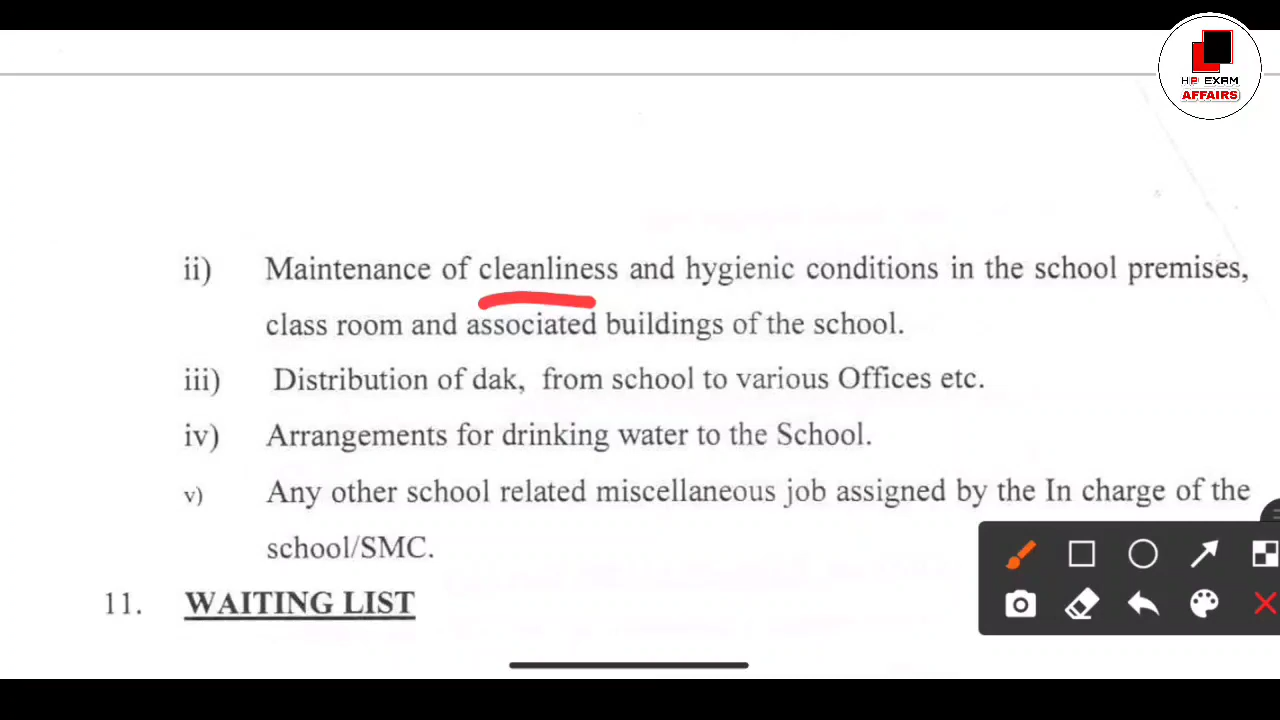 HP EXAM
AFFAIRS
ii) Maintenance of cleanliness and hygienic conditions in the school premises,
class room and associated buildings of the school.
iii) Distribution of dak, from school to various Offices etc.
iv) Arrangements for drinking water to the School.
v) Any other school related miscellaneous job assigned by the In charge of the
school/SMC.
11. WAITING LIST